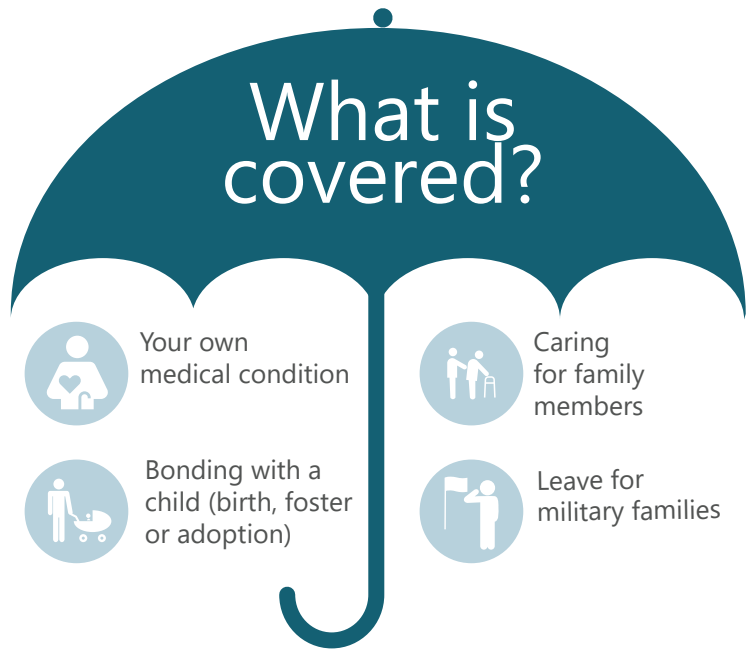 What is
covered?
Your own
medical condition
Bonding with a
child (birth, foster
or adoption)
Caring
for family
members
Leave for
military families